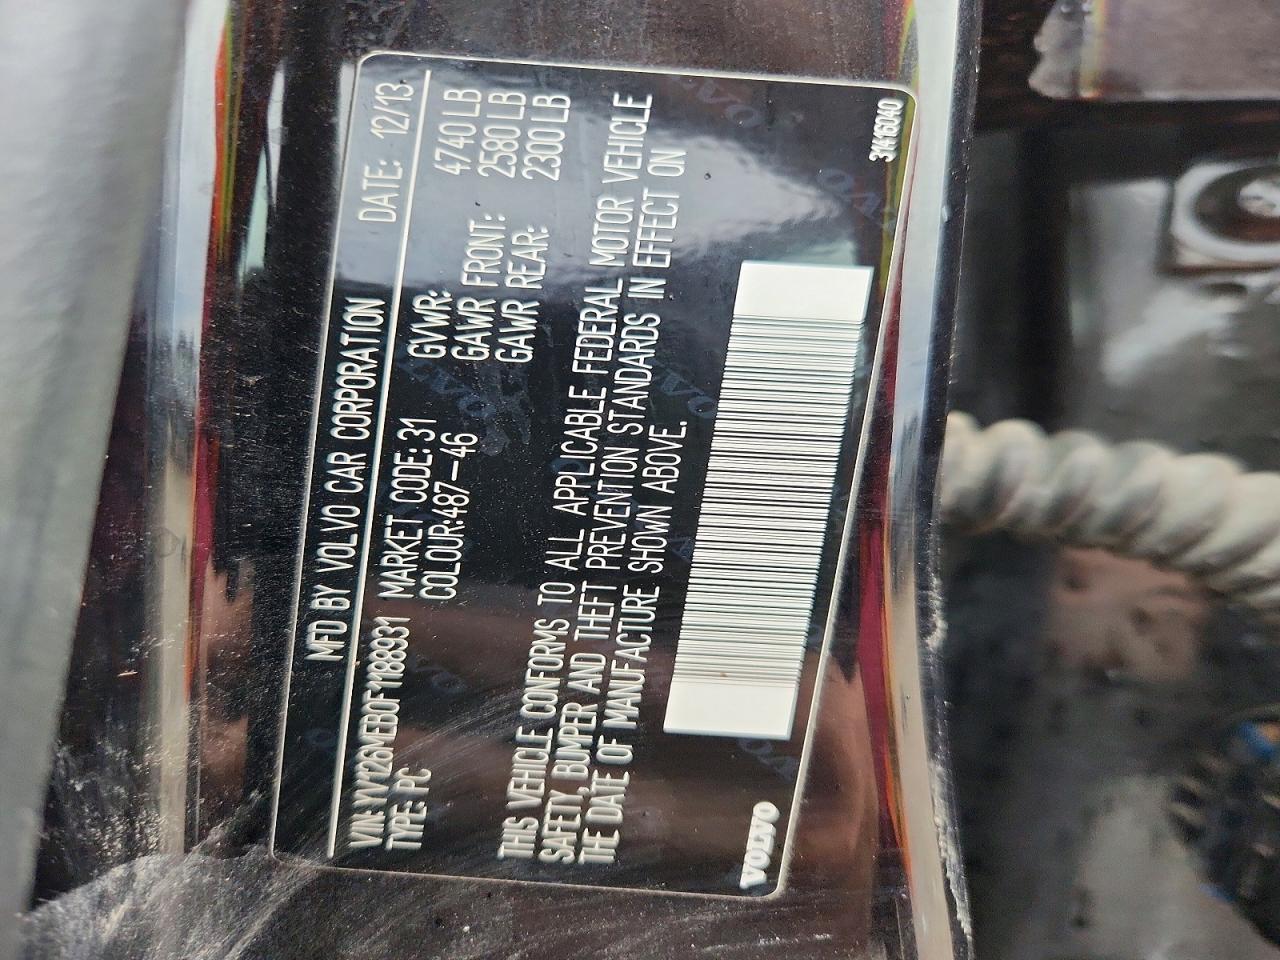 MFD BY VOLVO CAR CORPORATION DATE: 12/13
VIN: YV126MEB0F1188931 MARKET CODE: 31 GVWR: 4740 LB
TYPE: PC COLOUR: 487-46 GAWR FRONT: 2580 LB
GAWR REAR: 2300 LB
THIS VEHICLE CONFORMS TO ALL APPLICABLE FEDERAL MOTOR VEHICLE
SAFETY, BUMPER AND THEFT PREVENTION STANDARDS IN EFFECT ON
THE DATE OF MANUFACTURE SHOWN ABOVE.
VOLVO 31416040